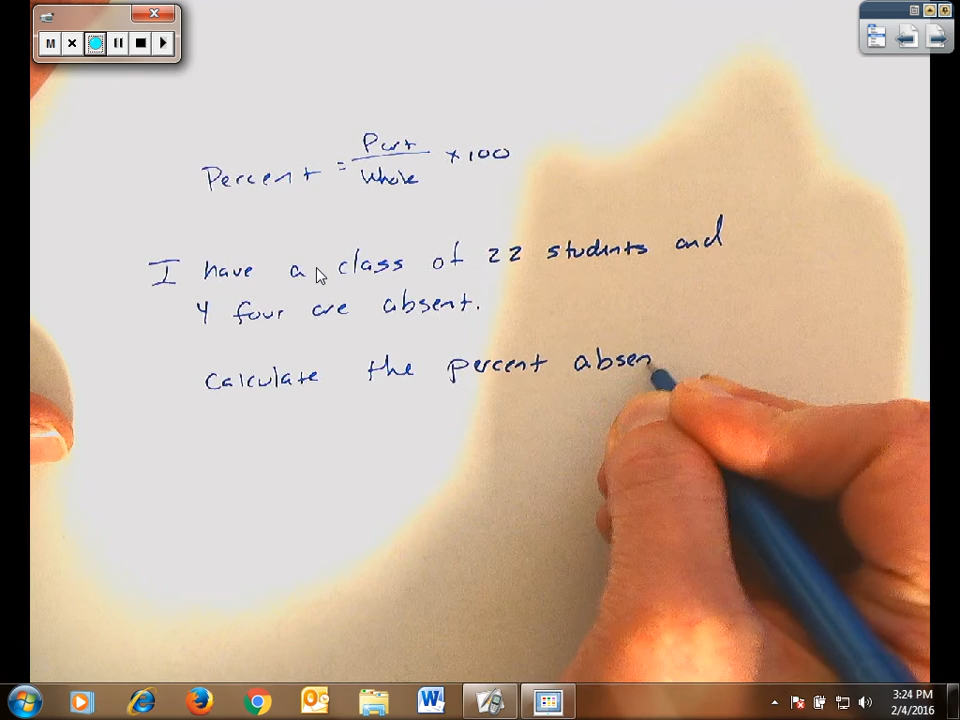 M
Percent = Part × 100
Whole
I have a class of 22 students and
4 four are absent.
Calculate the percent absen
3:24 PM
2/4/2016